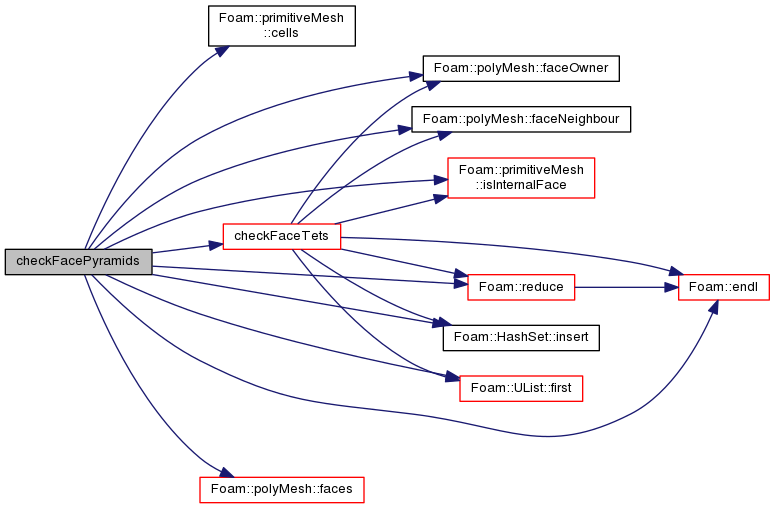 Foam::primitiveMesh
::cells
Foam::polyMesh::faceOwner
Foam::polyMesh::faceNeighbour
Foam::primitiveMesh
::isInternalFace
checkFaceTets
checkFacePyramids
Foam::reduce
Foam::endl
Foam::HashSet::insert
Foam::UList::first
Foam::polyMesh::faces